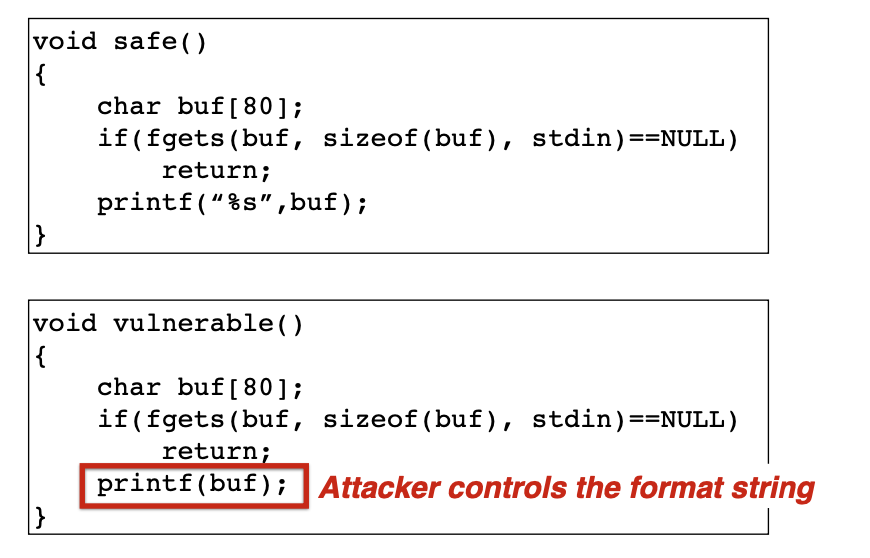 void safe()
{
char buf[80];
if(fgets(buf, sizeof(buf), stdin)==NULL)
return;
printf(“%s”,buf);
}
void vulnerable()
{
char buf[80];
if(fgets(buf, sizeof(buf), stdin)==NULL)
return;
printf(buf); Attacker controls the format string
}